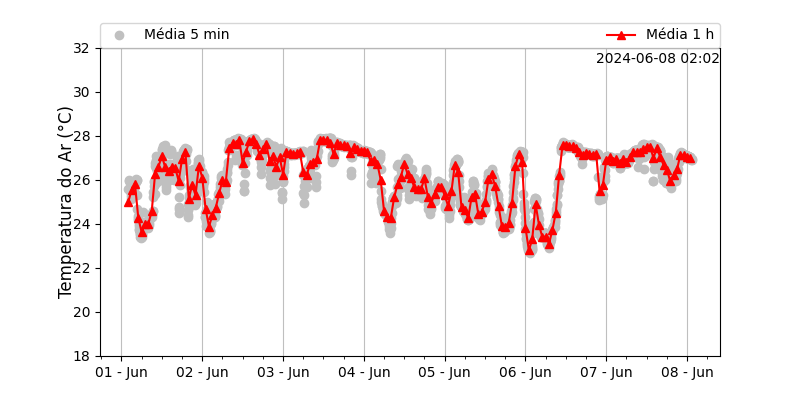 Média 5 min
Média 1 h
2024-06-08 02:02
Temperatura do Ar (°C)
32
30
28
26
24
22
20
18
01 - Jun
02 - Jun
03 - Jun
04 - Jun
05 - Jun
06 - Jun
07 - Jun
08 - Jun